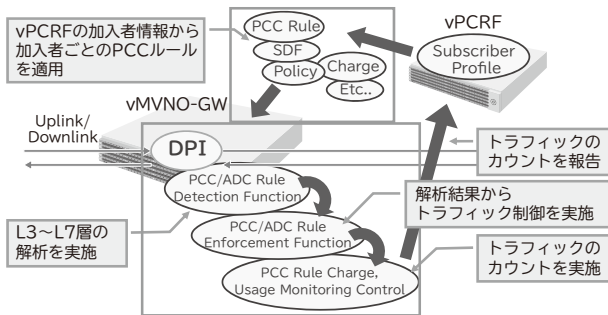 vPCRFの加入者情報から
加入者ごとのPCCルール
を適用
PCC Rule
SDF
Policy
Charge
Etc..
vPCRF
Subscriber
Profile
vMVNO-GW
Uplink/
Downlink
DPI
トラフィックの
カウントを報告
PCC/ADC Rule
Detection Function
解析結果から
トラフィック制御を実施
PCC/ADC Rule
Enforcement Function
L3～L7層の
解析を実施
トラフィックの
カウントを実施
PCC Rule Charge,
Usage Monitoring Control